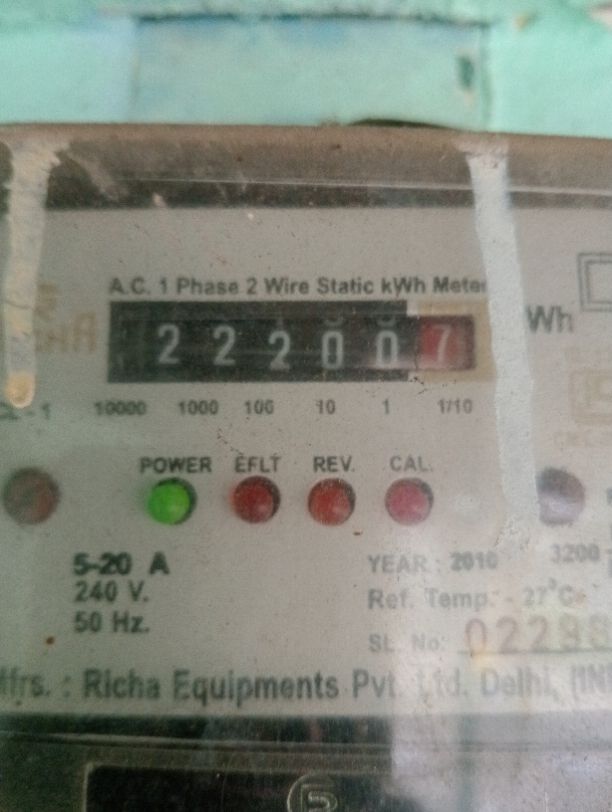 A.C. 1 Phase 2 Wire Static kWh Meter
2 2 2 0 0 7
Wh
10000 1000 100 10 1 1/10
POWER EFLT REV. CAL.
5-20 A
240 V.
50 Hz.
YEAR : 2010 3200
Ref. Temp. - 27°C
SL. No: 02298
Mfrs. : Richa Equipments Pvt. Ltd. Delhi, (IN